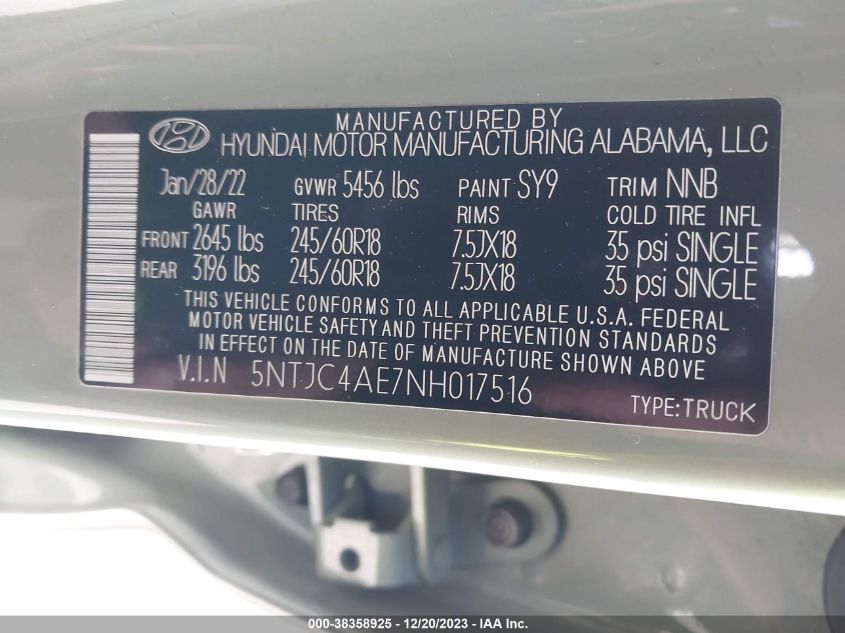 MANUFACTURED BY
HYUNDAI MOTOR MANUFACTURING ALABAMA, LLC
Jan/28/22 GVWR 5456 lbs PAINT SY9 TRIM NNB
GAWR TIRES RIMS COLD TIRE INFL
FRONT 2645 lbs 245/60R18 7.5JX18 35 psi SINGLE
REAR 3196 lbs 245/60R18 7.5JX18 35 psi SINGLE
THIS VEHICLE CONFORMS TO ALL APPLICABLE U.S.A. FEDERAL
MOTOR VEHICLE SAFETY AND THEFT PREVENTION STANDARDS
IN EFFECT ON THE DATE OF MANUFACTURE SHOWN ABOVE
V.I.N 5NTJC4AE7NH017516
TYPE:TRUCK
000-38358925 - 12/20/2023 - IAA Inc.